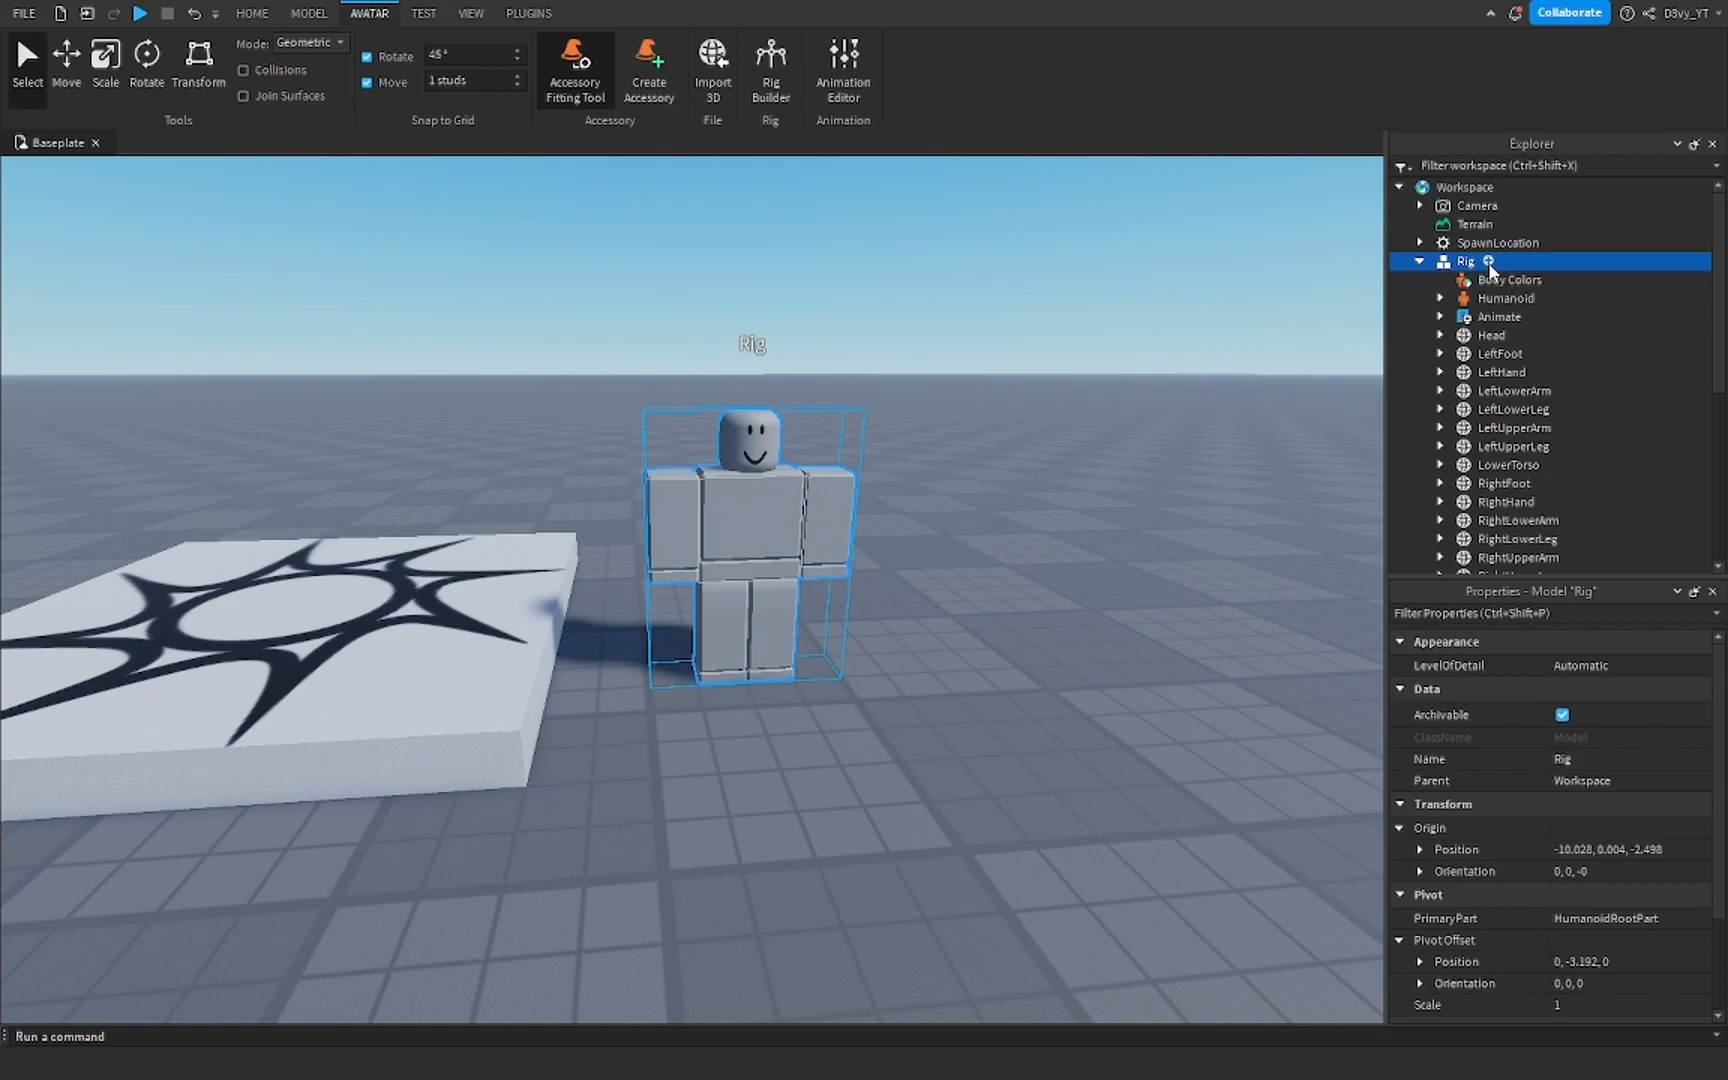 FILE HOME MODEL AVATAR TEST VIEW PLUGINS Collaborate D3vy_YT
Select Move Scale Rotate Transform
Mode: Geometric
Collisions
Join Surfaces
Tools
Rotate 45°
Move 1 studs
Snap to Grid
Accessory Fitting Tool
Create Accessory
Accessory
Import 3D
File
Rig Builder
Rig
Animation Editor
Animation
Baseplate
Rig
Explorer
Filter workspace (Ctrl+Shift+X)
Workspace
Camera
Terrain
SpawnLocation
Rig
Body Colors
Humanoid
Animate
Head
LeftFoot
LeftHand
LeftLowerArm
LeftLowerLeg
LeftUpperArm
LeftUpperLeg
LowerTorso
RightFoot
RightHand
RightLowerArm
RightLowerLeg
RightUpperArm
Properties - Model "Rig"
Filter Properties (Ctrl+Shift+P)
Appearance
LevelOfDetail Automatic
Data
Archivable
ClassName Model
Name Rig
Parent Workspace
Transform
Origin
Position -10.028, 0.004, -2.498
Orientation 0, 0, -0
Pivot
PrimaryPart HumanoidRootPart
Pivot Offset
Position 0, -3.192, 0
Orientation 0, 0, 0
Scale 1
Run a command